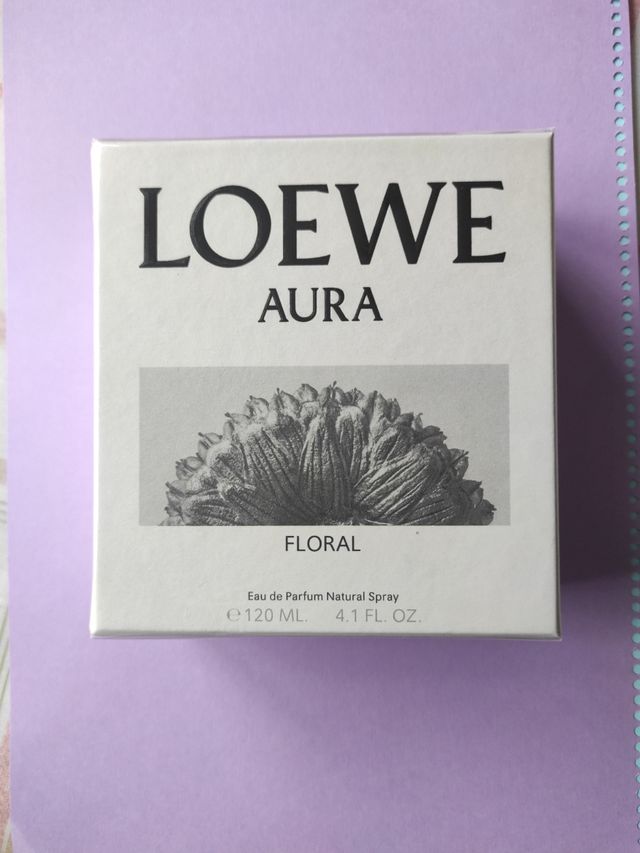 LOEWE
AURA
FLORAL
Eau de Parfum Natural Spray
℮120 ML. 4.1 FL. OZ.